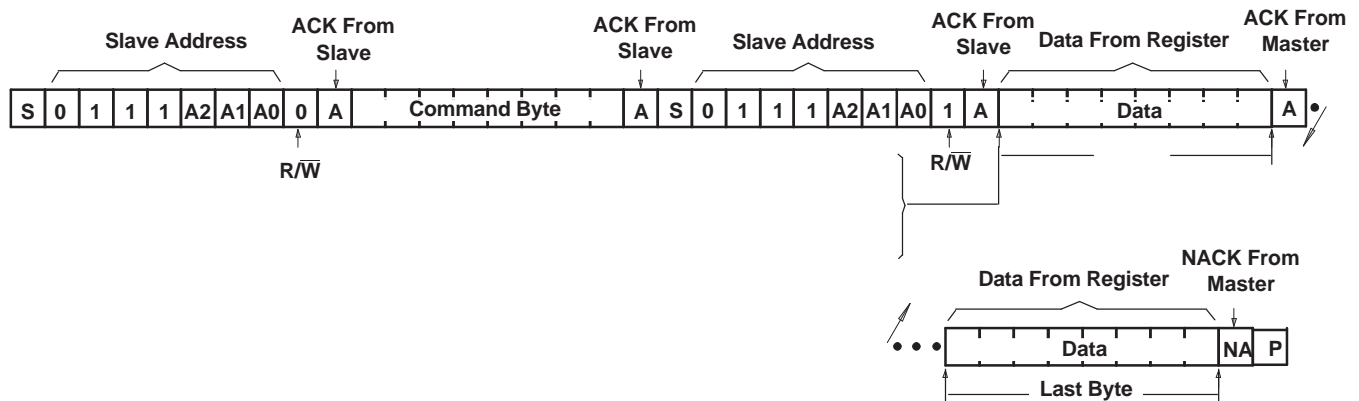 ACK From Slave
ACK From Slave
ACK From Slave
ACK From Master
Slave Address
Slave Address
Data From Register
S 0 1 1 1 A2 A1 A0 0 A Command Byte A S 0 1 1 1 A2 A1 A0 1 A Data A
R/W̅
R/W̅
Data From Register
NACK From Master
Data NA P
Last Byte